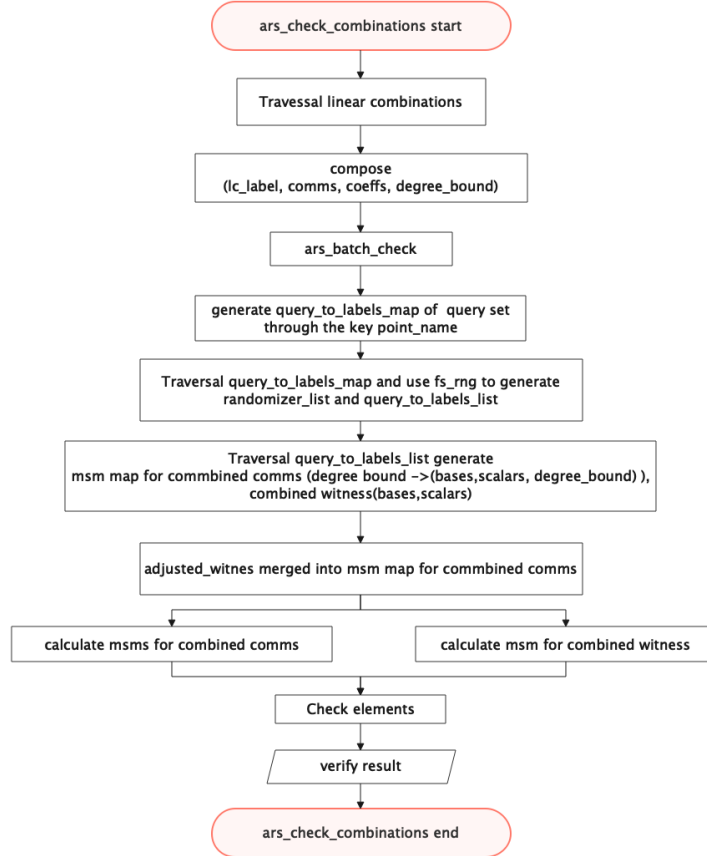 ars_check_combinations start
Travessal linear combinations
compose
(lc_label, comms, coeffs, degree_bound)
ars_batch_check
generate query_to_labels_map of query set
through the key point_name
Traversal query_to_labels_map and use fs_rng to generate
randomizer_list and query_to_labels_list
Traversal query_to_labels_list generate
msm map for commbined comms (degree bound ->(bases,scalars, degree_bound) ),
combined witness(bases,scalars)
adjusted_witnes merged into msm map for commbined comms
calculate msms for combined comms
calculate msm for combined witness
Check elements
verify result
ars_check_combinations end